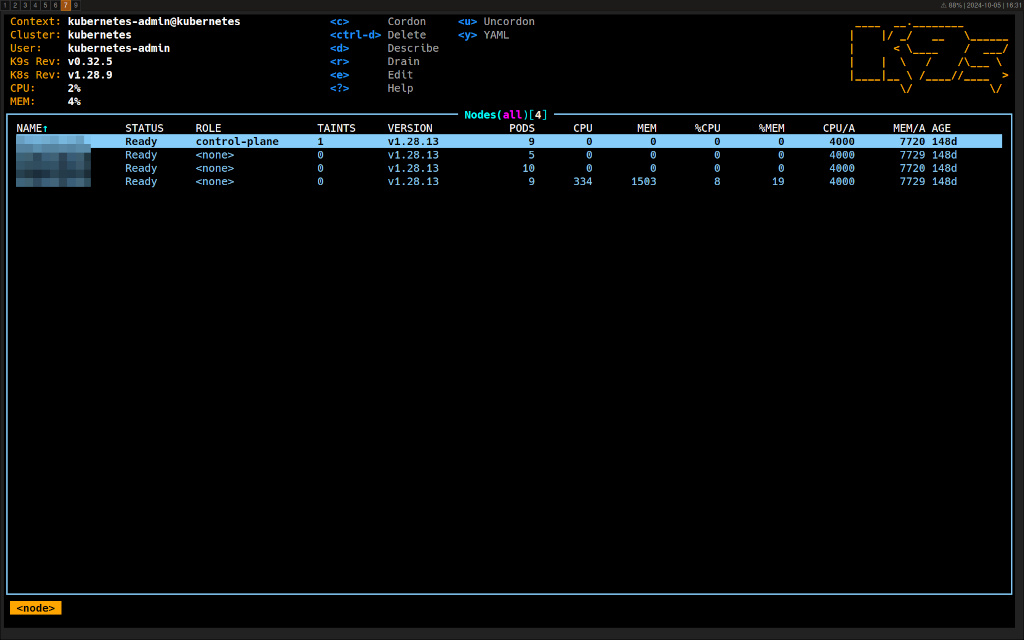 1 2 3 4 5 6 7 9 ⚠ 88% | 2024-10-05 | 16:31
Context: kubernetes-admin@kubernetes <c> Cordon <u> Uncordon
Cluster: kubernetes <ctrl-d> Delete <y> YAML
User: kubernetes-admin <d> Describe
K9s Rev: v0.32.5 <r> Drain
K8s Rev: v1.28.9 <e> Edit
CPU: 2% <?> Help
MEM: 4%
Nodes(all)[4]
NAME↑ STATUS ROLE TAINTS VERSION PODS CPU MEM %CPU %MEM CPU/A MEM/A AGE
Ready control-plane 1 v1.28.13 9 0 0 0 0 4000 7720 148d
Ready <none> 0 v1.28.13 5 0 0 0 0 4000 7729 148d
Ready <none> 0 v1.28.13 10 0 0 0 0 4000 7720 148d
Ready <none> 0 v1.28.13 9 334 1503 8 19 4000 7729 148d
<node>